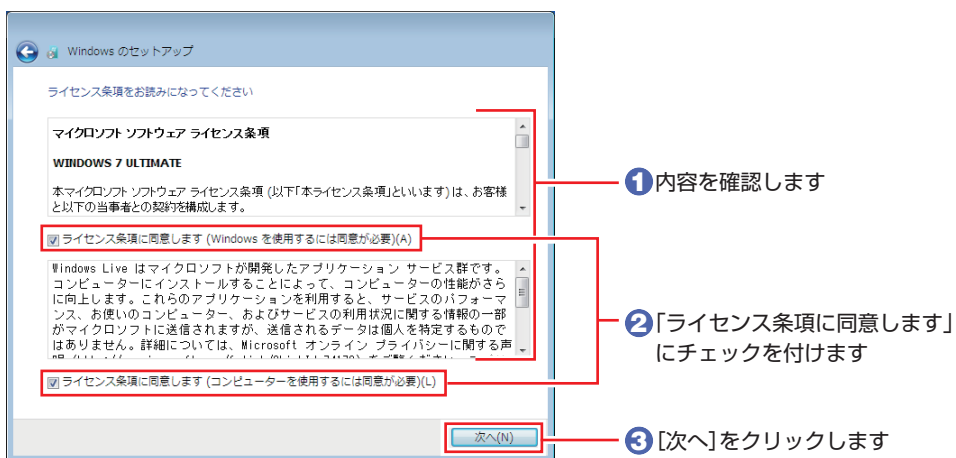 Windows のセットアップ
ライセンス条項をお読みになってください
マイクロソフト ソフトウェア ライセンス条項
WINDOWS 7 ULTIMATE
本マイクロソフト ソフトウェア ライセンス条項 (以下「本ライセンス条項」といいます) は、お客様
と以下の当事者との契約を構成します。
ライセンス条項に同意します (Windows を使用するには同意が必要)(A)
Windows Live はマイクロソフトが開発したアプリケーション サービス群です。
コンピューターにインストールすることによって、コンピューターの性能がさら
に向上します。これらのアプリケーションを利用すると、サービスのパフォーマ
ンス、お使いのコンピューター、およびサービスの利用状況に関する情報の一部
がマイクロソフトに送信されますが、送信されるデータは個人を特定するもので
はありません。詳細については、Microsoft オンライン プライバシーに関する声
ライセンス条項に同意します (コンピューターを使用するには同意が必要)(L)
次へ(N)
1 内容を確認します
2 「ライセンス条項に同意します」
にチェックを付けます
3 [次へ]をクリックします